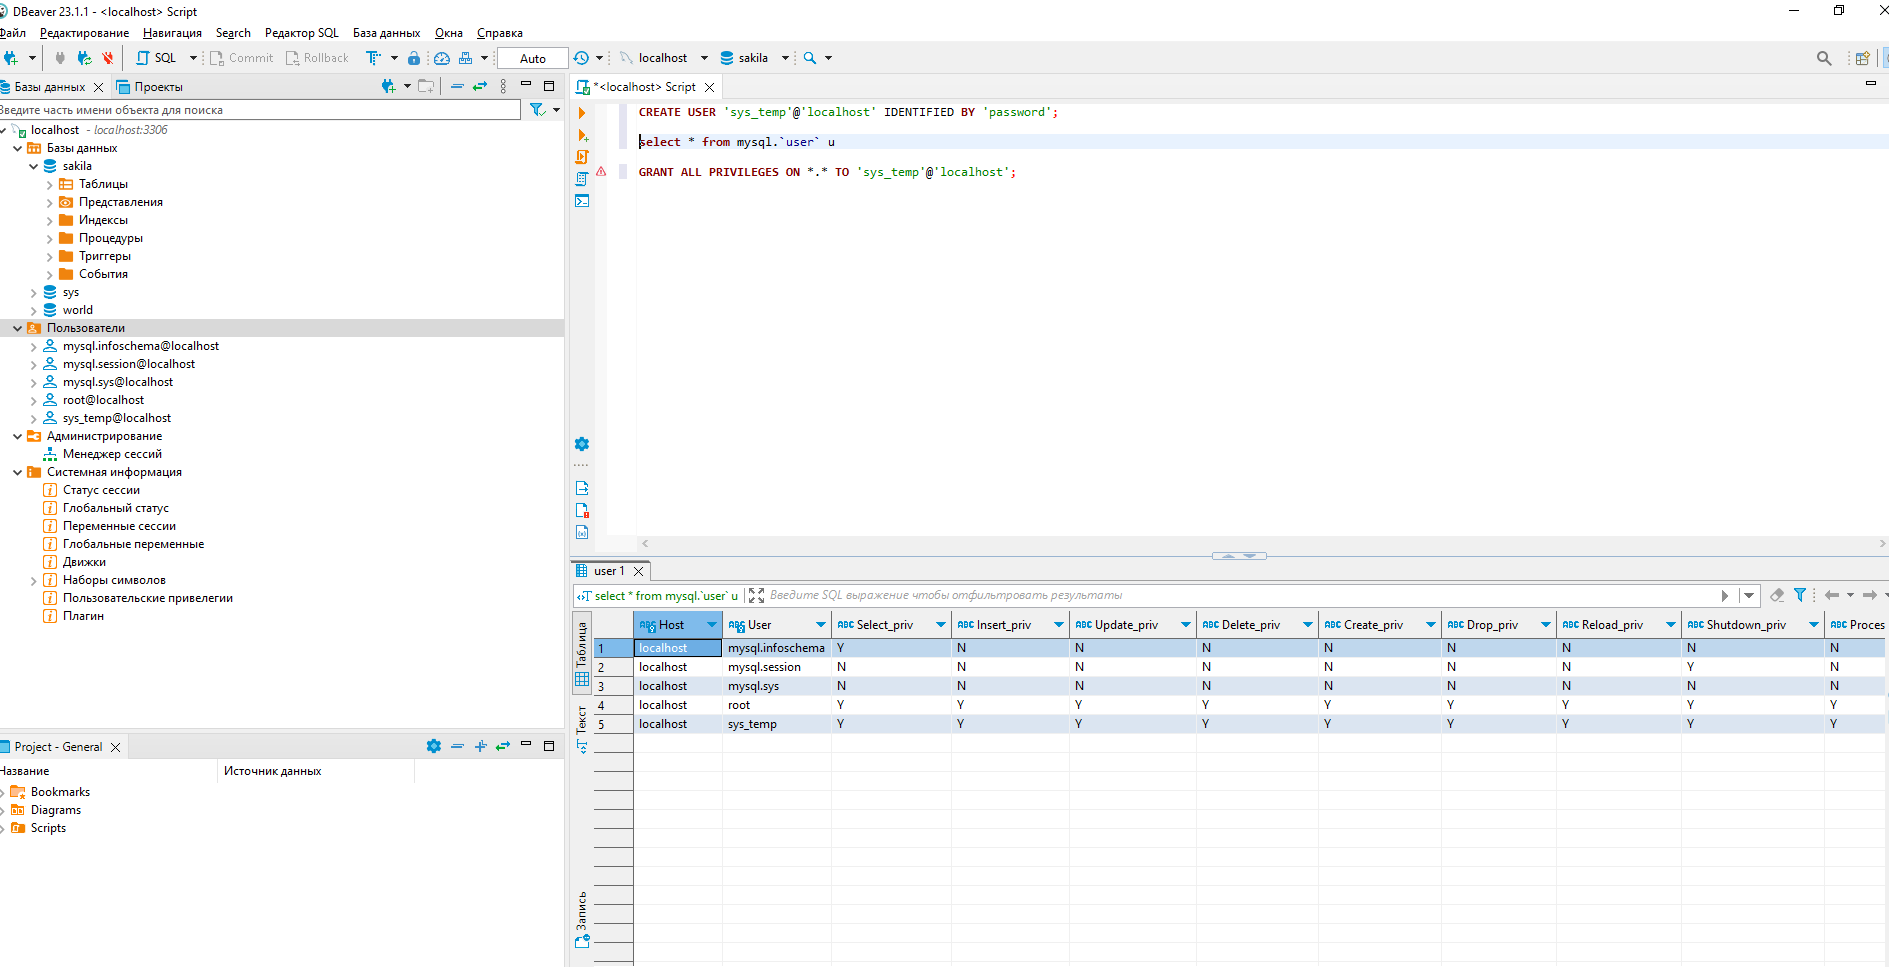 DBeaver 23.1.1 - <localhost> Script
Файл Редактирование Навигация Search Редактор SQL База данных Окна Справка
SQL Commit Rollback Auto localhost sakila
Базы данных Проекты
Введите часть имени объекта для поиска
localhost - localhost:3306
Базы данных
sakila
Таблицы
Представления
Индексы
Процедуры
Триггеры
События
sys
world
Пользователи
mysql.infoschema@localhost
mysql.session@localhost
mysql.sys@localhost
root@localhost
sys_temp@localhost
Администрирование
Менеджер сессий
Системная информация
Статус сессии
Глобальный статус
Переменные сессии
Глобальные переменные
Движки
Наборы символов
Пользовательские привелегии
Плагин
Project - General
Название Источник данных
Bookmarks
Diagrams
Scripts
*<localhost> Script
CREATE USER 'sys_temp'@'localhost' IDENTIFIED BY 'password';
select * from mysql.`user` u
GRANT ALL PRIVILEGES ON *.* TO 'sys_temp'@'localhost';
user 1
select * from mysql.`user` u Введите SQL выражение чтобы отфильтровать результаты
Таблица
Текст
Запись
Host User Select_priv Insert_priv Update_priv Delete_priv Create_priv Drop_priv Reload_priv Shutdown_priv Proces
1 localhost mysql.infoschema Y N N N N N N N N
2 localhost mysql.session N N N N N N N Y N
3 localhost mysql.sys N N N N N N N N N
4 localhost root Y Y Y Y Y Y Y Y Y
5 localhost sys_temp Y Y Y Y Y Y Y Y Y